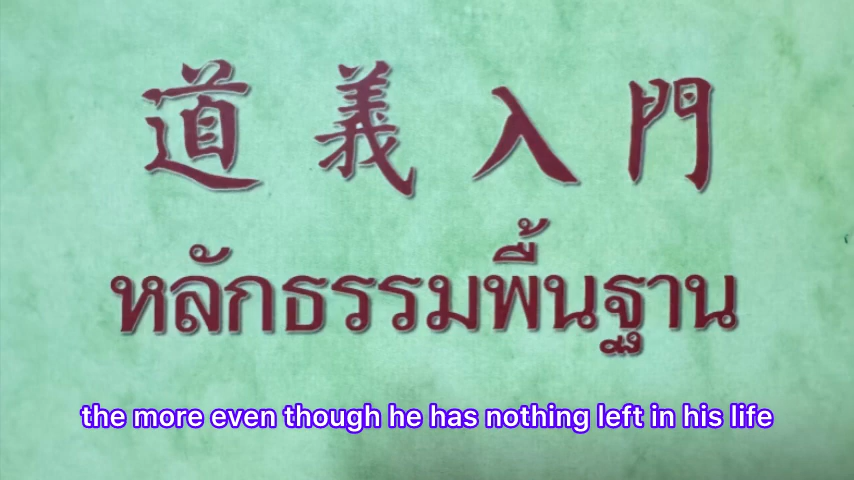 道義入門
หลักธรรมพื้นฐาน
the more even though he has nothing left in his life